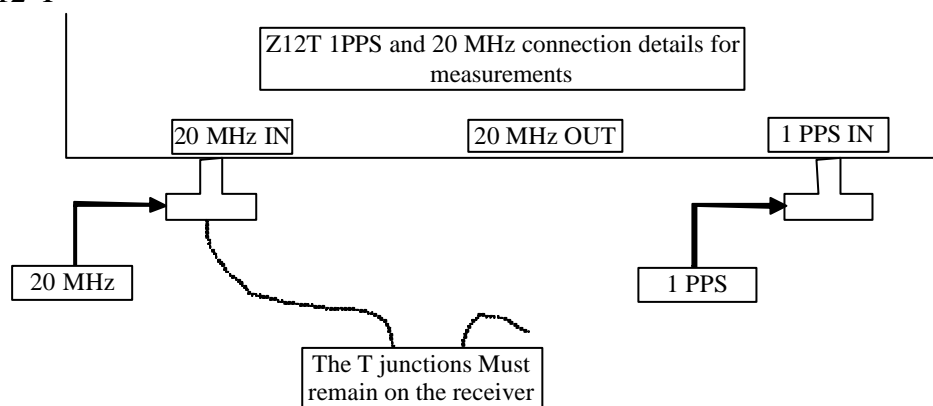 Z12T 1PPS and 20 MHz connection details for
measurements
20 MHz IN
20 MHz OUT
1 PPS IN
20 MHz
1 PPS
The T junctions Must
remain on the receiver